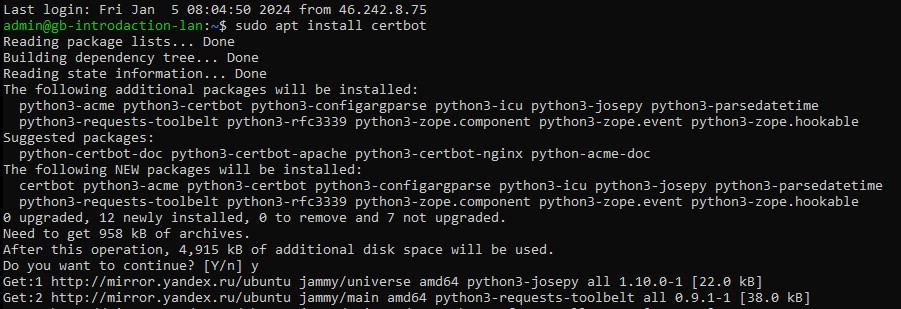 Last login: Fri Jan  5 08:04:50 2024 from 46.242.8.75
admin@gb-introdaction-lan:~$ sudo apt install certbot
Reading package lists... Done
Building dependency tree... Done
Reading state information... Done
The following additional packages will be installed:
  python3-acme python3-certbot python3-configargparse python3-icu python3-josepy python3-parsedatetime
  python3-requests-toolbelt python3-rfc3339 python3-zope.component python3-zope.event python3-zope.hookable
Suggested packages:
  python-certbot-doc python3-certbot-apache python3-certbot-nginx python-acme-doc
The following NEW packages will be installed:
  certbot python3-acme python3-certbot python3-configargparse python3-icu python3-josepy python3-parsedatetime
  python3-requests-toolbelt python3-rfc3339 python3-zope.component python3-zope.event python3-zope.hookable
0 upgraded, 12 newly installed, 0 to remove and 7 not upgraded.
Need to get 958 kB of archives.
After this operation, 4,915 kB of additional disk space will be used.
Do you want to continue? [Y/n] y
Get:1 http://mirror.yandex.ru/ubuntu jammy/universe amd64 python3-josepy all 1.10.0-1 [22.0 kB]
Get:2 http://mirror.yandex.ru/ubuntu jammy/main amd64 python3-requests-toolbelt all 0.9.1-1 [38.0 kB]